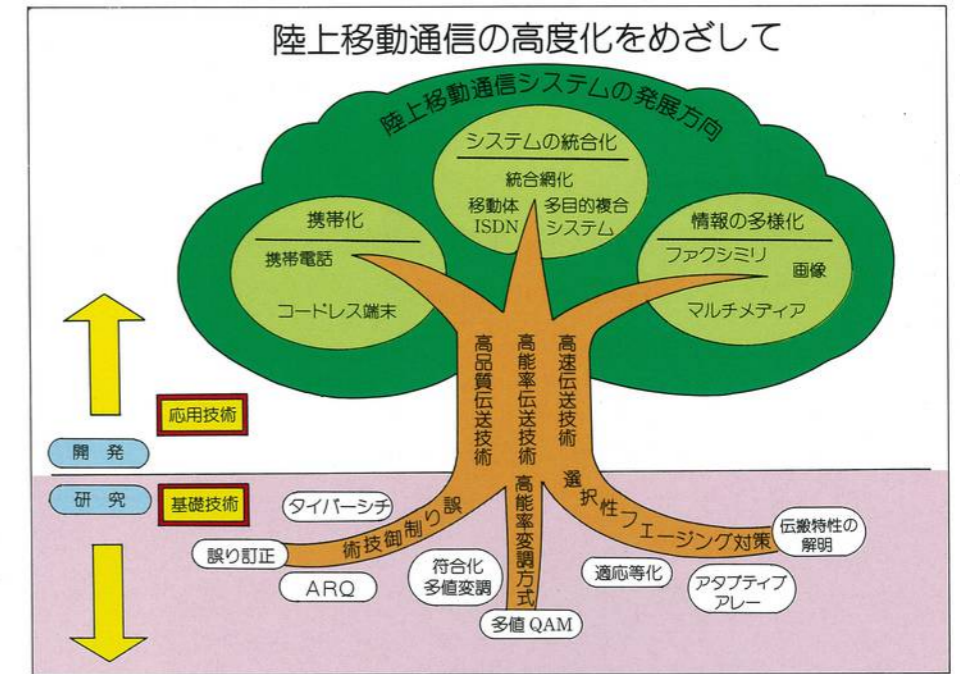 陸上移動通信の高度化をめざして
陸上移動通信システムの発展方向
システムの統合化
統合網化
移動体
ISDN
多目的複合
システム
携帯化
携帯電話
コードレス端末
情報の多様化
ファクシミリ
画像
マルチメディア
高品質伝送技術
高能率伝送技術
高速伝送技術
応用技術
開 発
研 究
基礎技術
タイバーシチ
誤り訂正
術技御制り誤
ARQ
符合化
多値変調
高能率変調方式
多値 QAM
選択性フェージング対策
適応等化
アタプティブ
アレー
伝搬特性の
解明